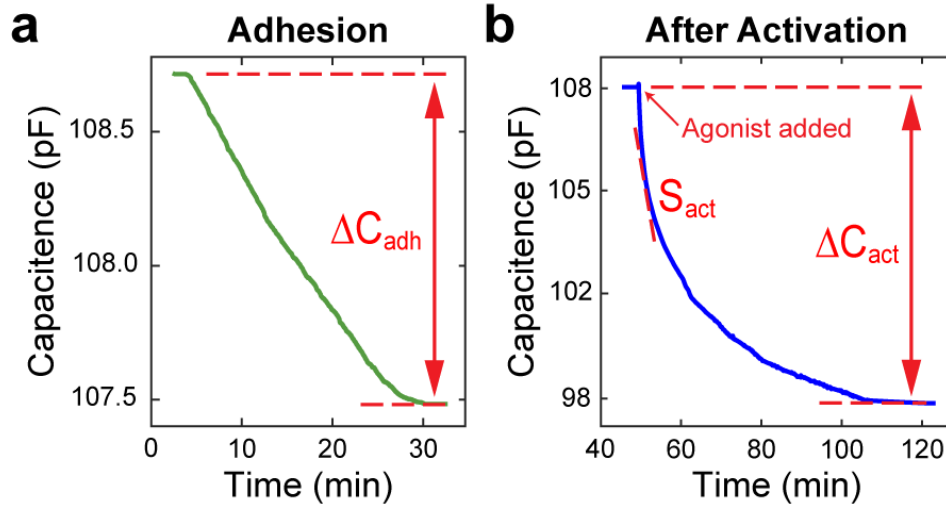 a
Adhesion
Capacitence (pF)
108.5
108.0
107.5
ΔCadh
0
10
20
30
Time (min)
b
After Activation
Capacitence (pF)
108
105
102
98
Agonist added
Sact
ΔCact
40
60
80
100
120
Time (min)